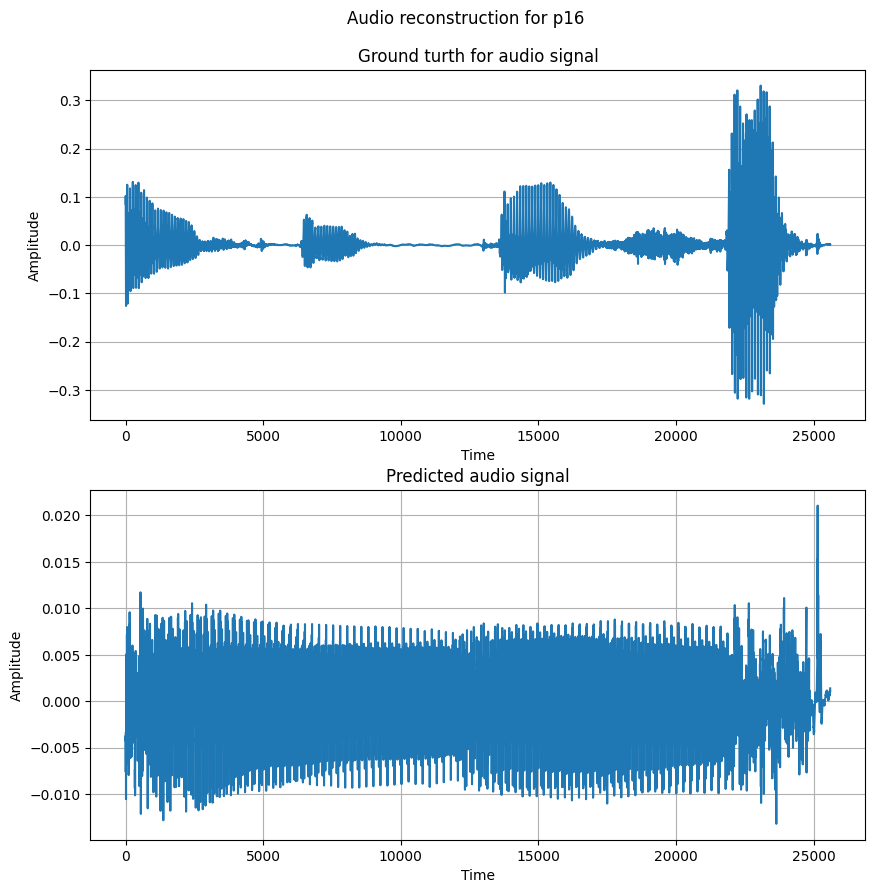 Audio reconstruction for p16
Ground turth for audio signal
0.3
0.2
0.1
0.0
−0.1
−0.2
−0.3
Amplitude
0 5000 10000 15000 20000 25000
Time
Predicted audio signal
0.020
0.015
0.010
0.005
0.000
−0.005
−0.010
Amplitude
0 5000 10000 15000 20000 25000
Time